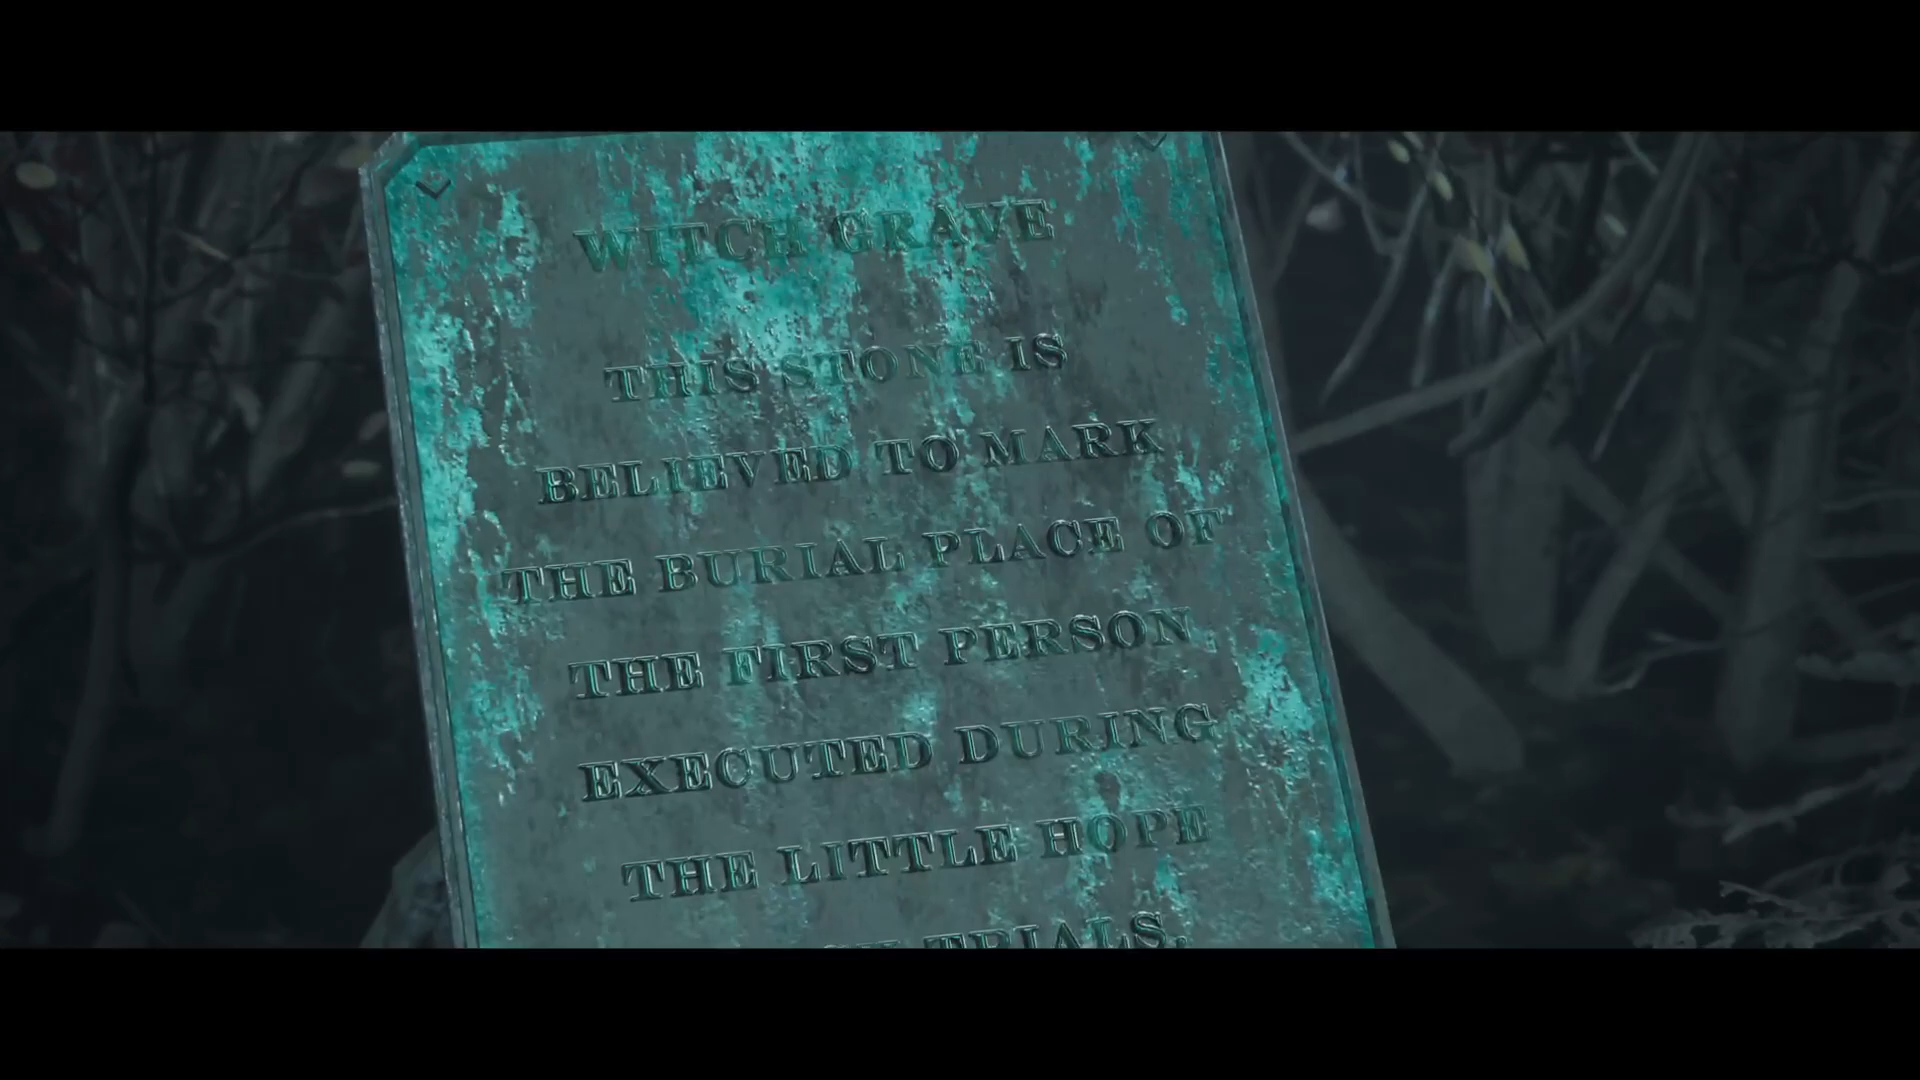 WITCH GRAVE
THIS STONE IS
BELIEVED TO MARK
THE BURIAL PLACE OF
THE FIRST PERSON
EXECUTED DURING
THE LITTLE HOPE
TRIALS.